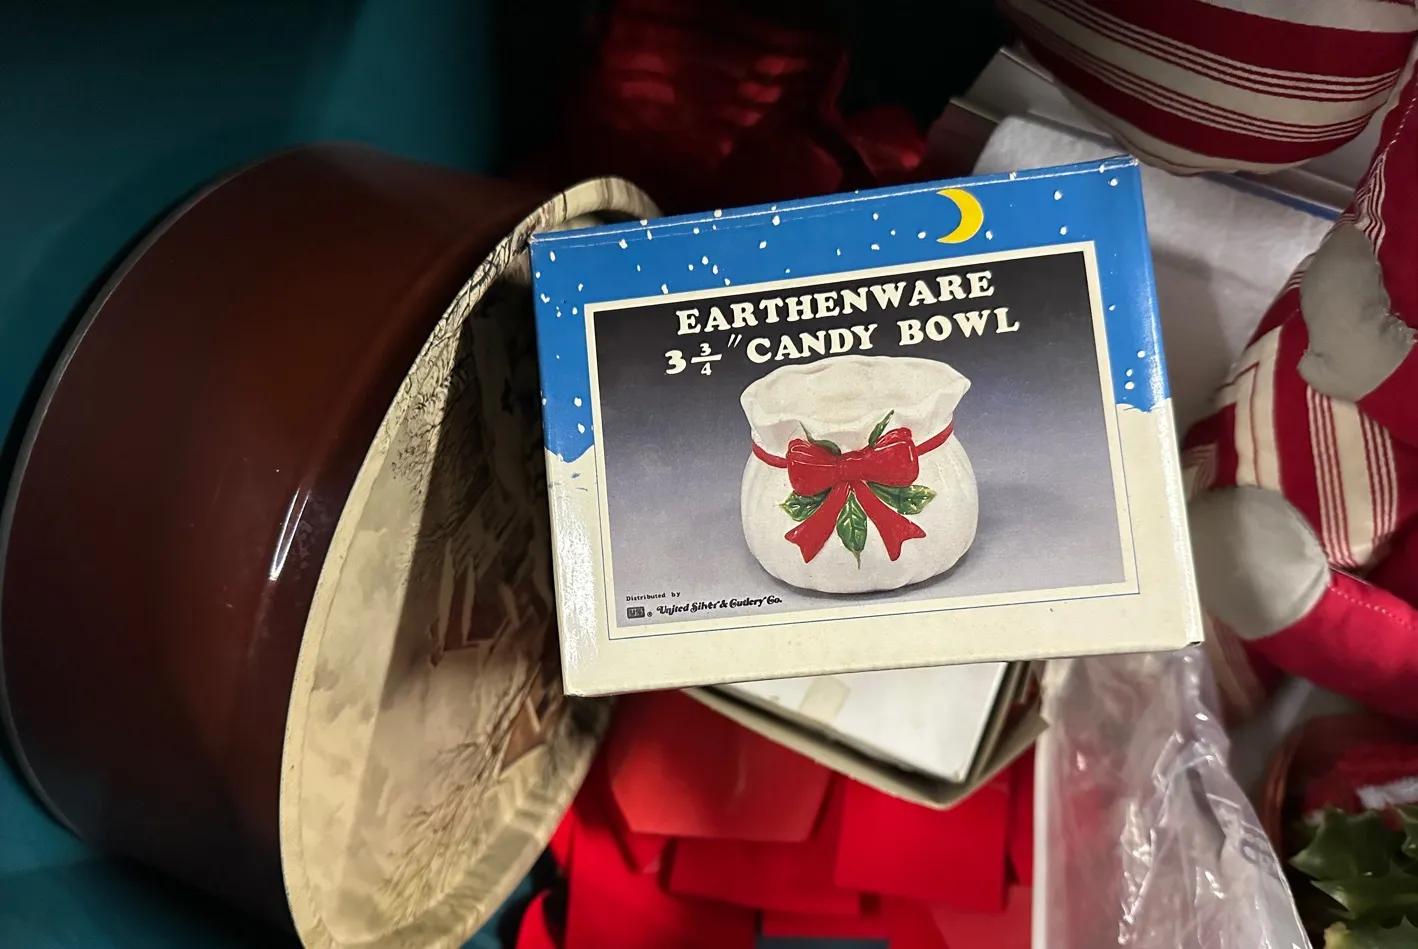 EARTHENWARE
3 3/4" CANDY BOWL
Distributed by
® United Silver & Cutlery Co.